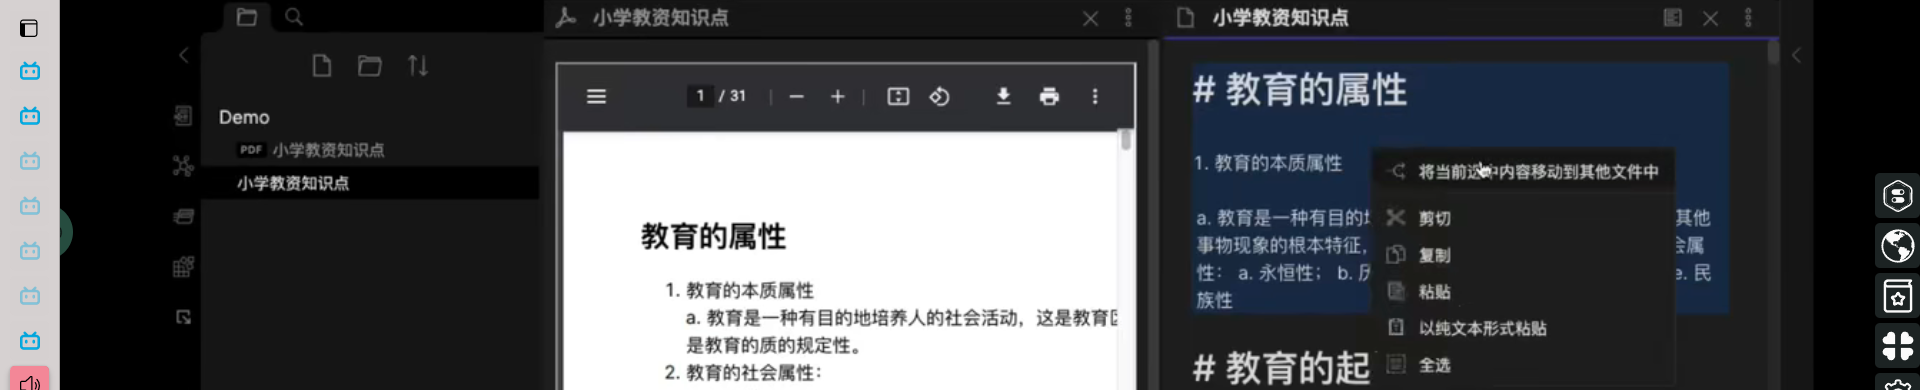 小学教资知识点
小学教资知识点
Demo
PDF 小学教资知识点
小学教资知识点
1 / 31
教育的属性
1. 教育的本质属性
a. 教育是一种有目的地培养人的社会活动，这是教育
是教育的质的规定性。
2. 教育的社会属性：
# 教育的属性
1. 教育的本质属性
a. 教育是一种有目的
其他
事物现象的根本特征，
会属
性： a. 永恒性； b. 历
e. 民
族性
# 教育的起
将当前选中内容移动到其他文件中
剪切
复制
粘贴
以纯文本形式粘贴
全选